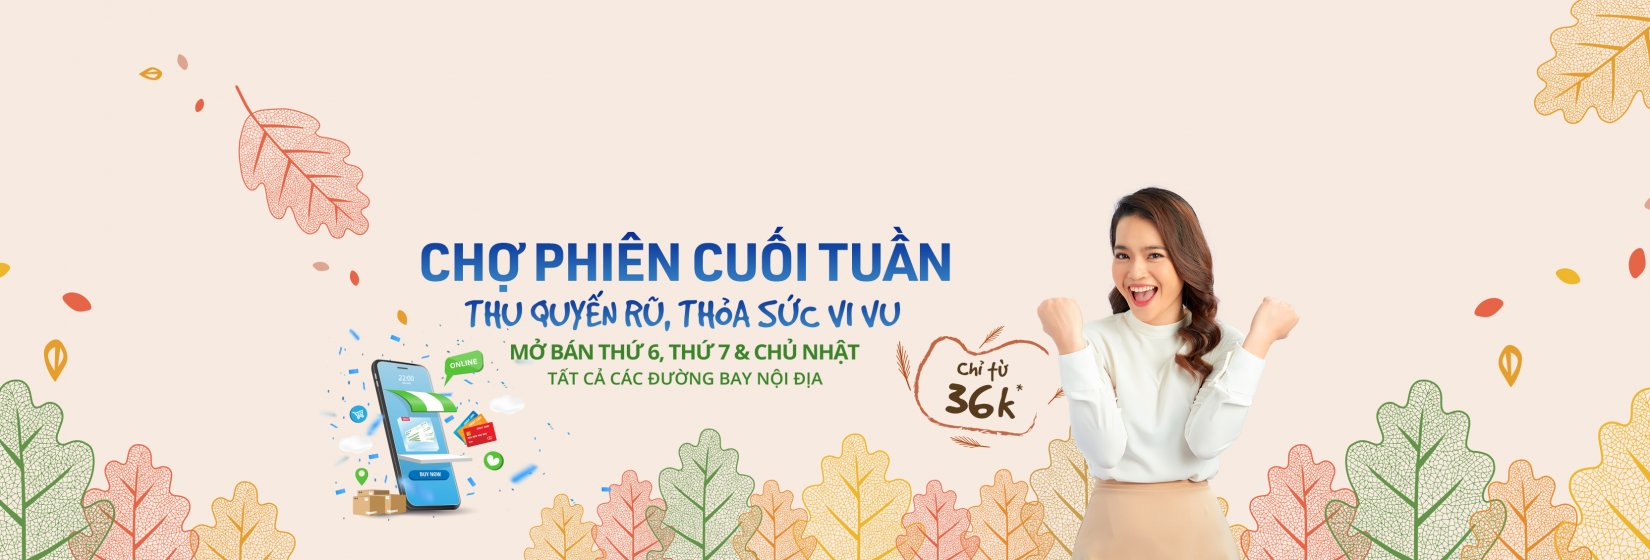 CHỢ PHIÊN CUỐI TUẦN
THU QUYẾN RŨ, THỎA SỨC VI VU
MỞ BÁN THỨ 6, THỨ 7 & CHỦ NHẬT
TẤT CẢ CÁC ĐƯỜNG BAY NỘI ĐỊA
Chỉ từ
36k*
ONLINE
22:00
BUY NOW